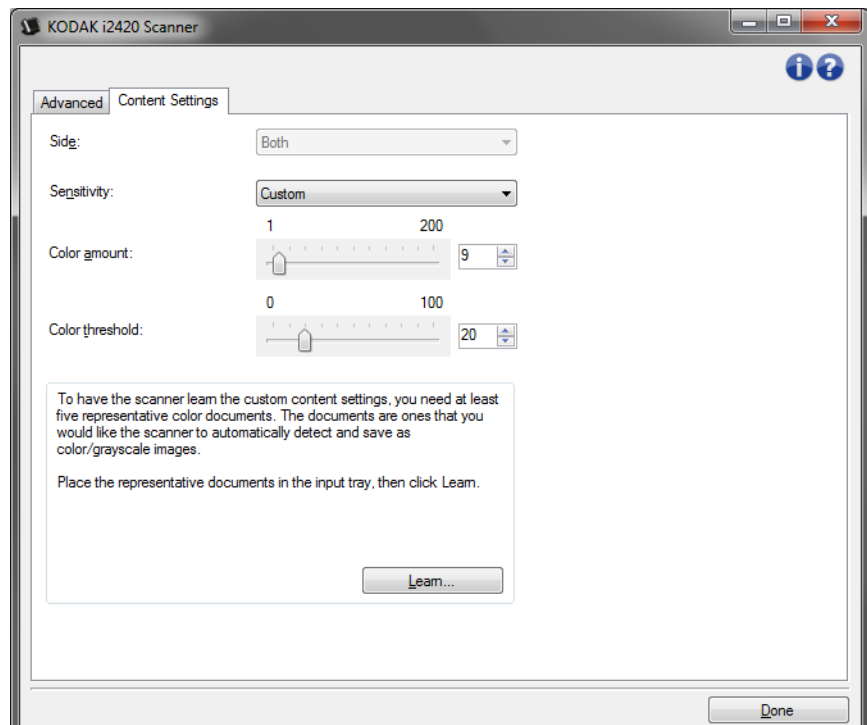 KODAK i2420 Scanner
Advanced
Content Settings
Side:
Both
Sensitivity:
Custom
1 200
Color amount:
9
0 100
Color threshold:
20
To have the scanner learn the custom content settings, you need at least
five representative color documents. The documents are ones that you
would like the scanner to automatically detect and save as
color/grayscale images.
Place the representative documents in the input tray, then click Learn.
Learn...
Done